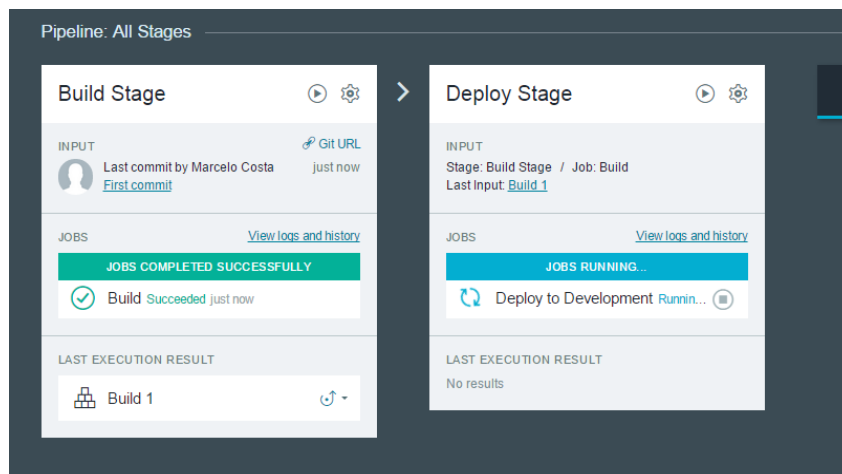 Pipeline: All Stages
Build Stage
INPUT
Git URL
Last commit by Marcelo Costa
just now
First commit
JOBS
View logs and history
JOBS COMPLETED SUCCESSFULLY
Build Succeeded just now
LAST EXECUTION RESULT
Build 1
Deploy Stage
INPUT
Stage: Build Stage / Job: Build
Last Input: Build 1
JOBS
View logs and history
JOBS RUNNING...
Deploy to Development Runnin...
LAST EXECUTION RESULT
No results